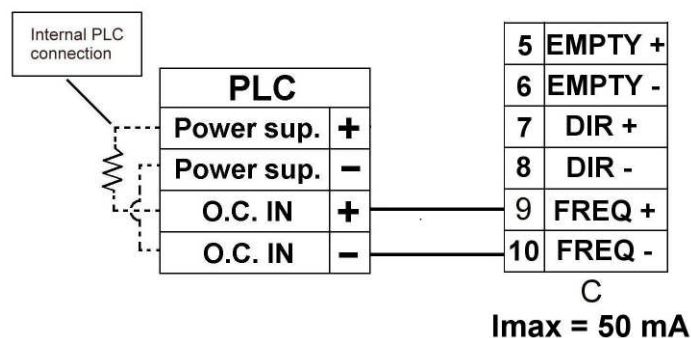 Internal PLC
connection
PLC
Power sup. +
Power sup. −
O.C. IN +
O.C. IN −
5 EMPTY +
6 EMPTY -
7 DIR +
8 DIR -
9 FREQ +
10 FREQ -
C
Imax = 50 mA